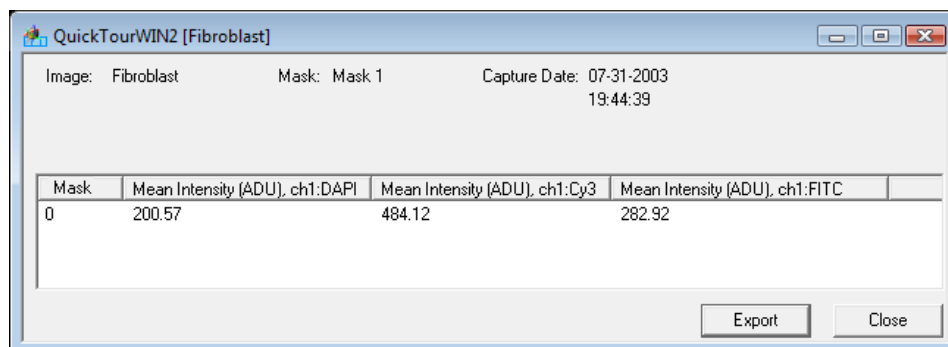 QuickTourWIN2 [Fibroblast]
Image: Fibroblast Mask: Mask 1 Capture Date: 07-31-2003
19:44:39
Mask Mean Intensity (ADU), ch1:DAPI Mean Intensity (ADU), ch1:Cy3 Mean Intensity (ADU), ch1:FITC
0 200.57 484.12 282.92
Export Close